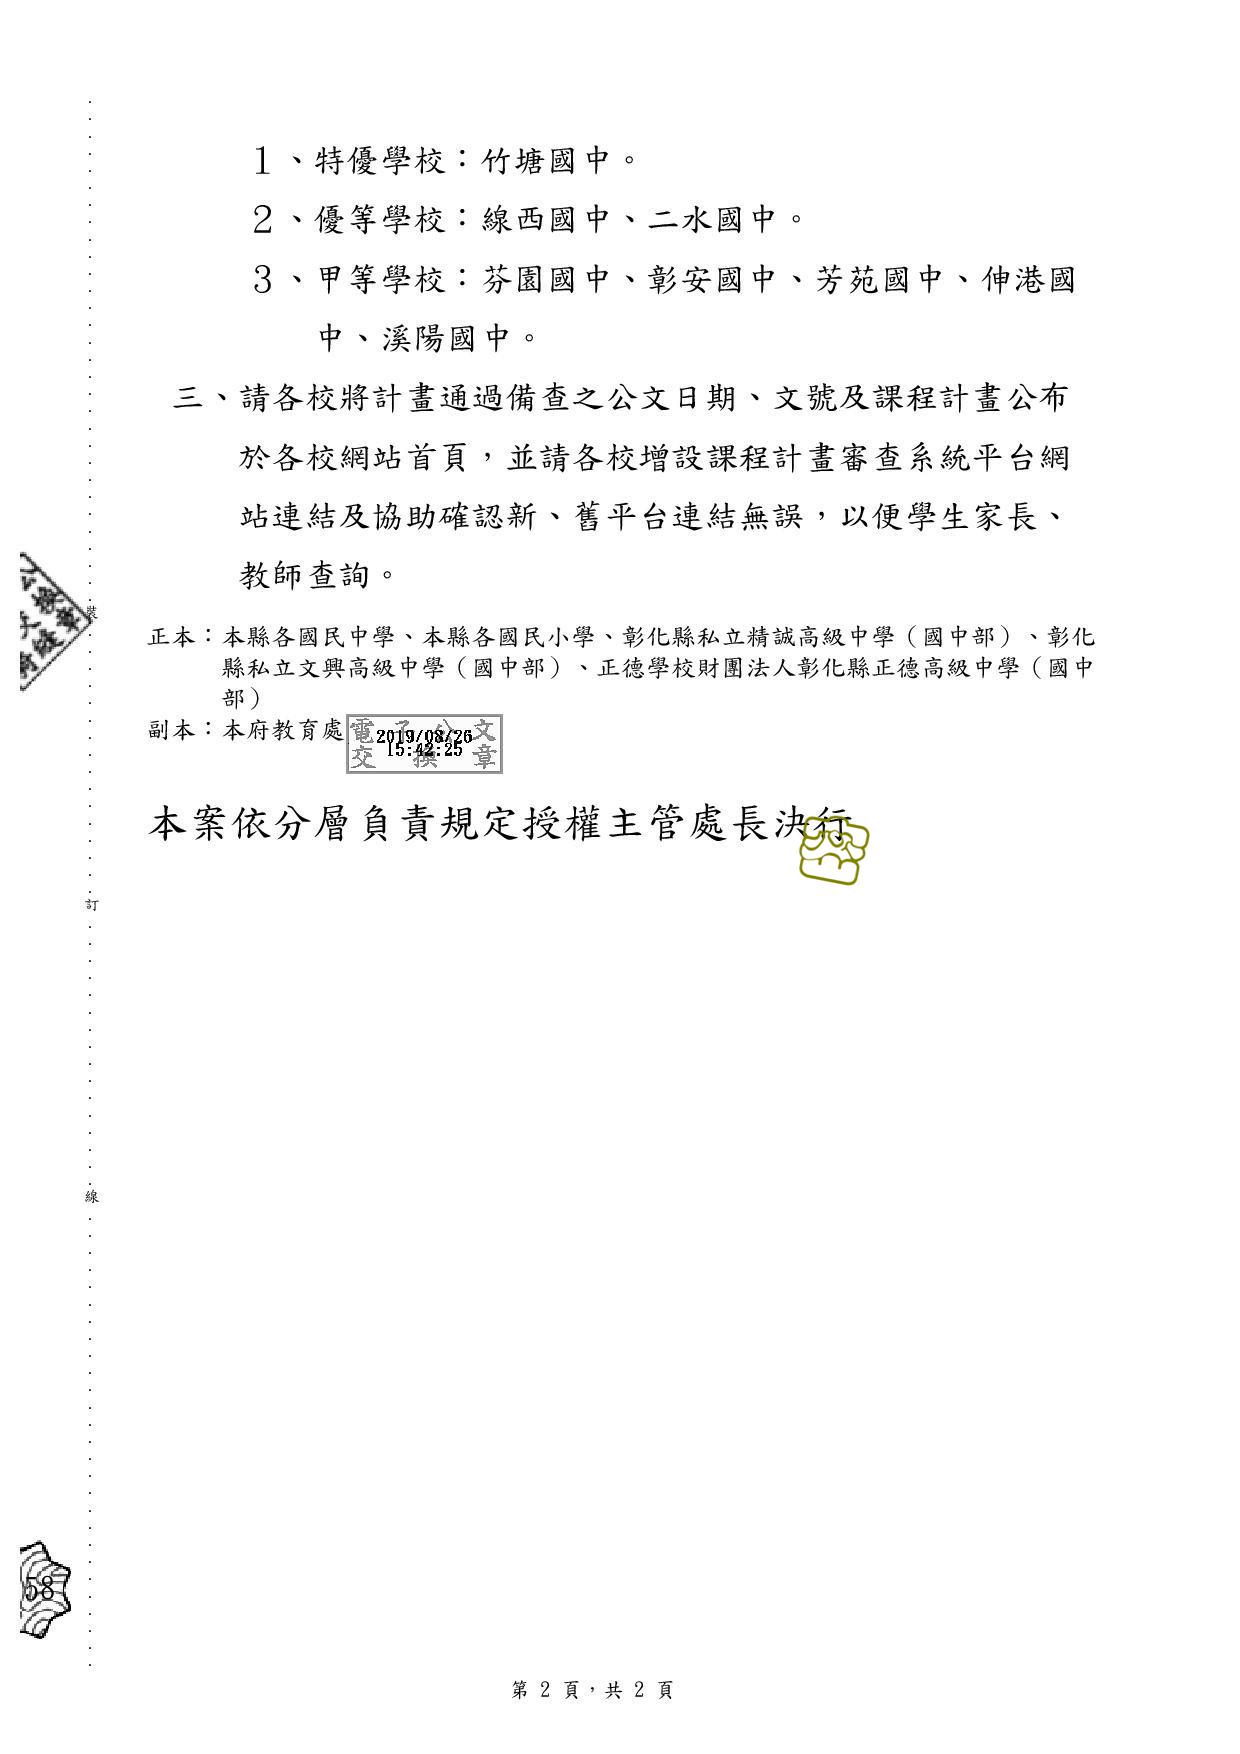 １、特優學校：竹塘國中。
２、優等學校：線西國中、二水國中。
３、甲等學校：芬園國中、彰安國中、芳苑國中、伸港國
中、溪陽國中。
三、請各校將計畫通過備查之公文日期、文號及課程計畫公布
於各校網站首頁，並請各校增設課程計畫審查系統平台網
站連結及協助確認新、舊平台連結無誤，以便學生家長、
教師查詢。
裝
正本：本縣各國民中學、本縣各國民小學、彰化縣私立精誠高級中學（國中部）、彰化
縣私立文興高級中學（國中部）、正德學校財團法人彰化縣正德高級中學（國中
部）
副本：本府教育處
電子公文
2019/08/26
15:42:25
交換章
本案依分層負責規定授權主管處長決行
訂
線
58
第 2 頁，共 2 頁